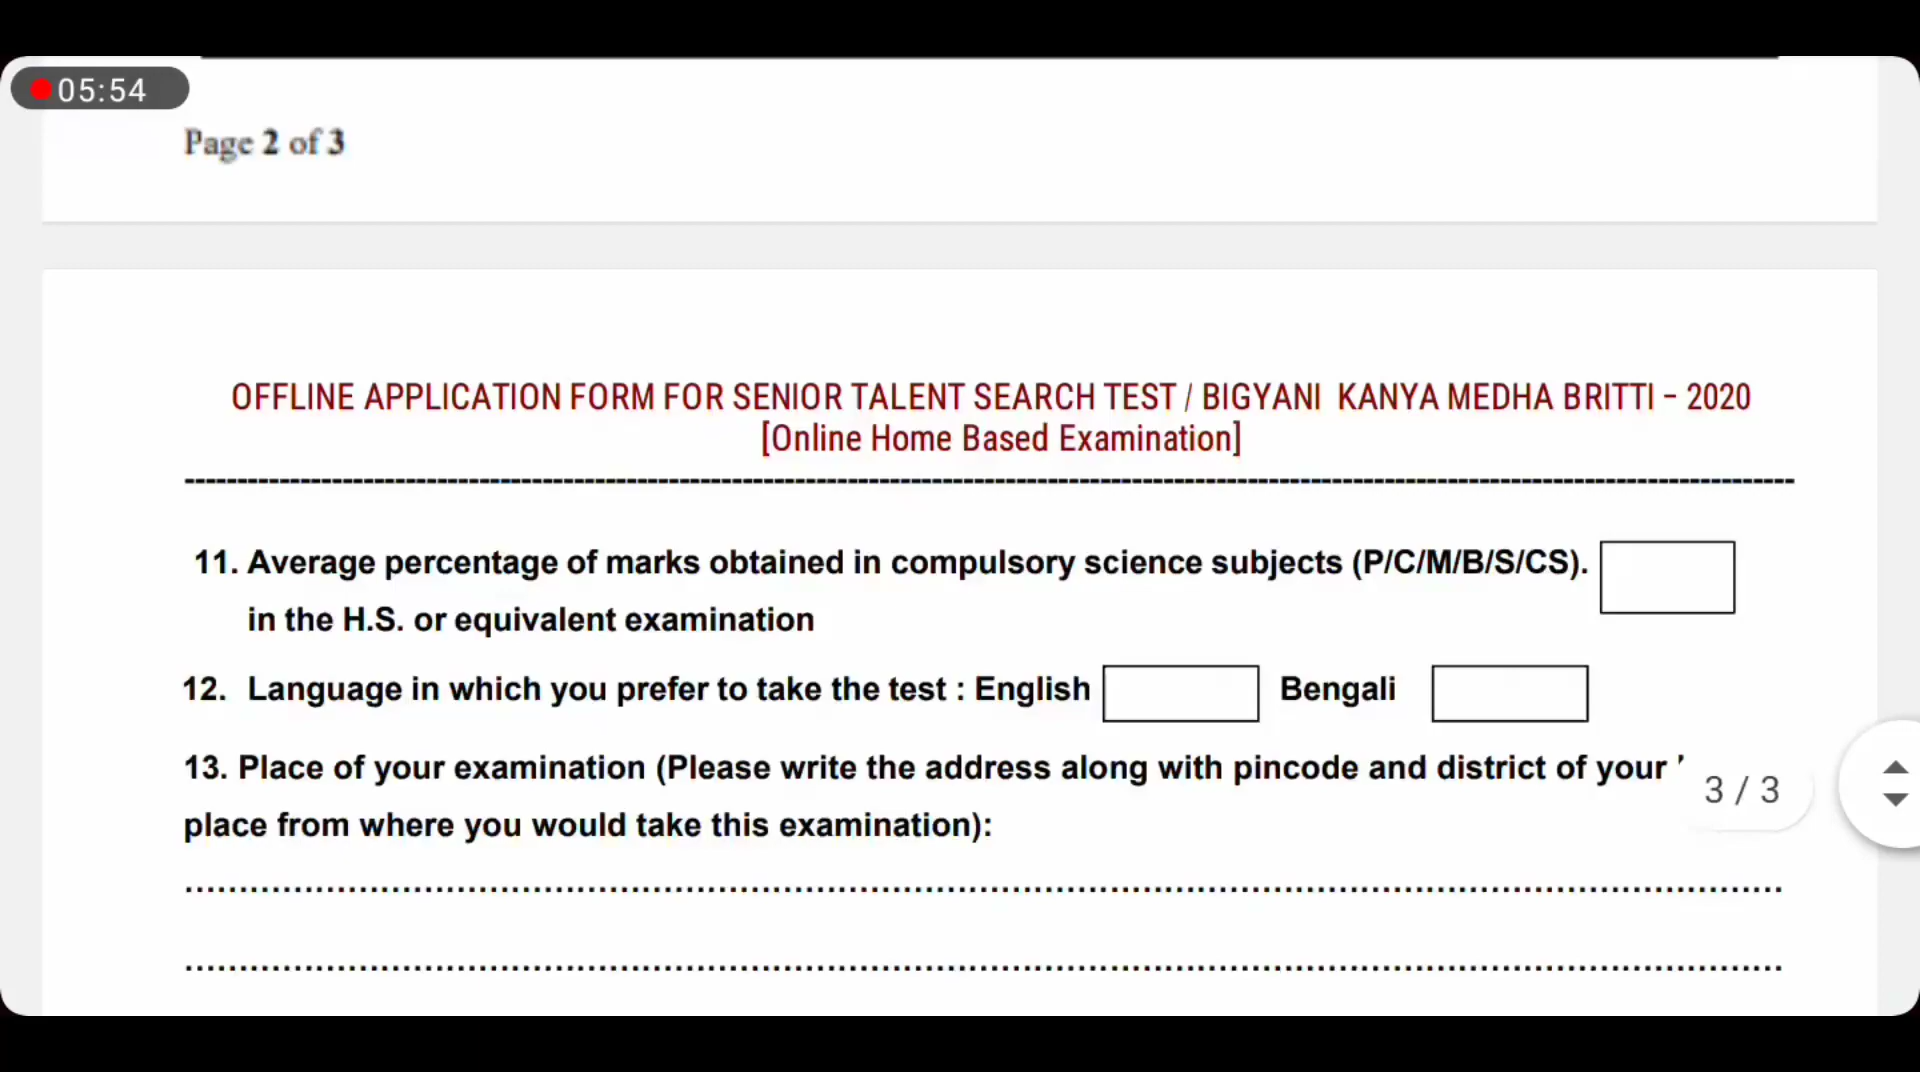 05:54
Page 2 of 3
OFFLINE APPLICATION FORM FOR SENIOR TALENT SEARCH TEST / BIGYANI KANYA MEDHA BRITTI - 2020
[Online Home Based Examination]
11. Average percentage of marks obtained in compulsory science subjects (P/C/M/B/S/CS).
in the H.S. or equivalent examination
12. Language in which you prefer to take the test : English Bengali
13. Place of your examination (Please write the address along with pincode and district of your
3 / 3
place from where you would take this examination):